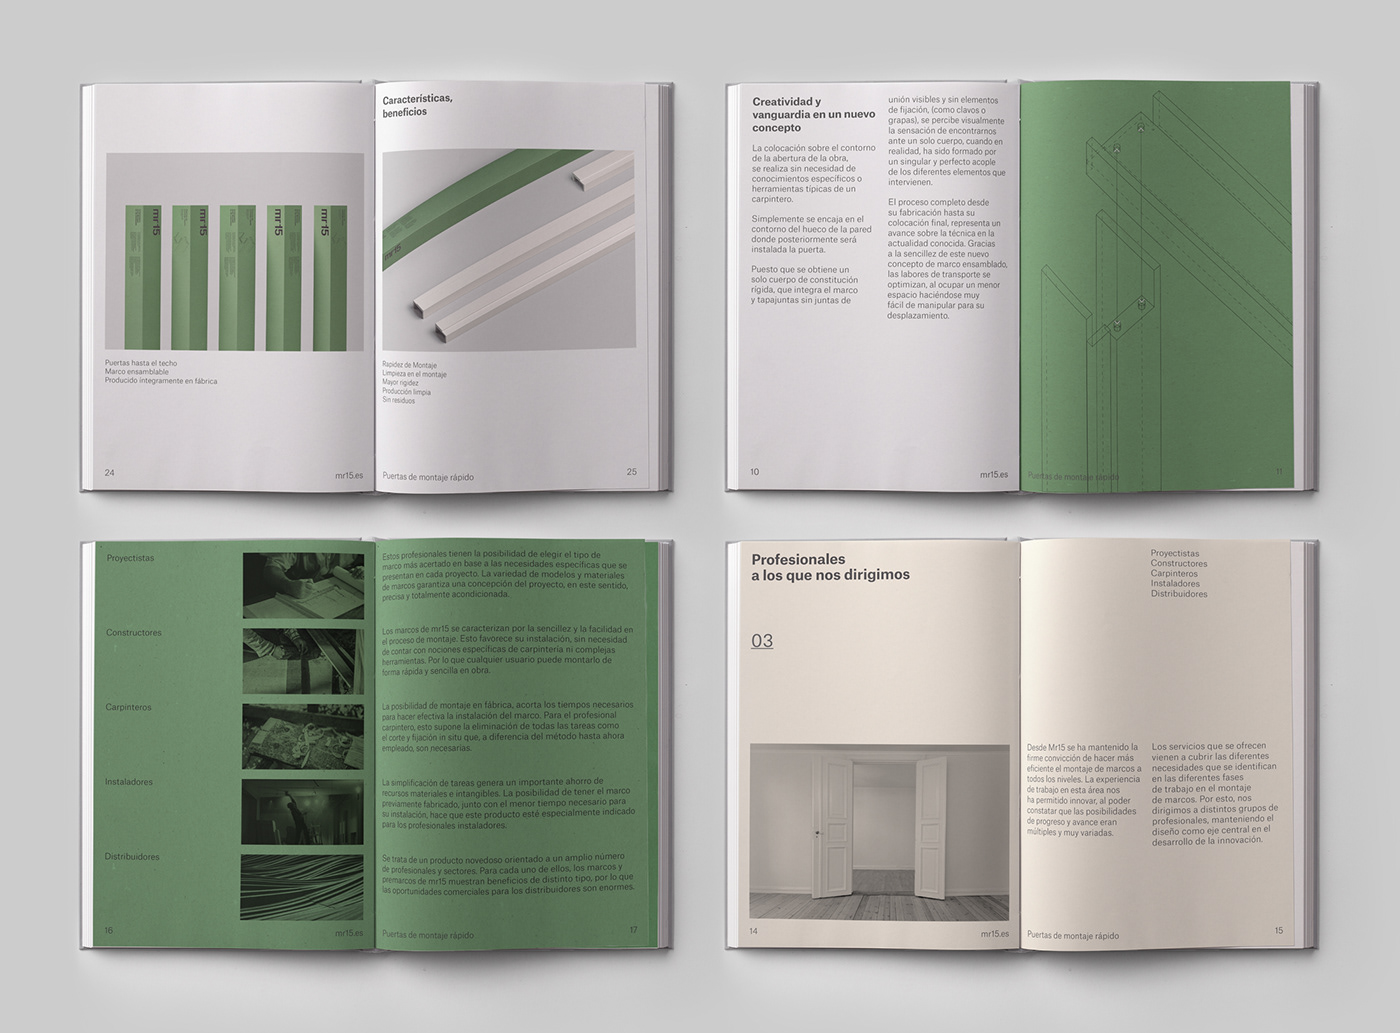 mr15
mr15
mr15
mr15
Puertas hasta el techo
Marco ensamblable
Producido íntegramente en fábrica
24
mr15.es
Características,
beneficios
mr15
Rapidez de Montaje
Limpieza en el montaje
Mayor rigidez
Producción limpia
Sin residuos
Puertas de montaje rápido
25
Creatividad y
vanguardia en un nuevo
concepto
La colocación sobre el contorno
de la abertura de la obra,
se realiza sin necesidad de
conocimientos específicos o
herramientas típicas de un
carpintero.
Simplemente se encaja en el
contorno del hueco de la pared
donde posteriormente será
instalada la puerta.
Puesto que se obtiene un
solo cuerpo de constitución
rígida, que integra el marco
y tapajuntas sin juntas de
unión visibles y sin elementos
de fijación, (como clavos o
grapas), se percibe visualmente
la sensación de encontrarnos
ante un solo cuerpo, cuando en
realidad, ha sido formado por
un singular y perfecto acople
de los diferentes elementos que
intervienen.
El proceso completo desde
su fabricación hasta su
colocación final, representa un
avance sobre la técnica en la
actualidad conocida. Gracias
a la sencillez de este nuevo
concepto de marco ensamblado,
las labores de transporte se
optimizan, al ocupar un menor
espacio haciéndose muy
fácil de manipular para su
desplazamiento.
10
mr15.es
Puertas de montaje rápido
11
Proyectistas
Constructores
Carpinteros
Instaladores
Distribuidores
16
mr15.es
Estos profesionales tienen la posibilidad de elegir el tipo de
marco más acertado en base a las necesidades específicas que se
presentan en cada proyecto. La variedad de modelos y materiales
de marcos garantiza una concepción del proyecto, en este sentido,
precisa y totalmente acondicionada.
Los marcos de mr15 se caracterizan por la sencillez y la facilidad en
el proceso de montaje. Esto favorece su instalación, sin necesidad
de contar con nociones específicas de carpintería ni complejas
herramientas. Por lo que cualquier usuario puede montarlo de
forma rápida y sencilla en obra.
La posibilidad de montaje en fábrica, acorta los tiempos necesarios
para hacer efectiva la instalación del marco. Para el profesional
carpintero, esto supone la eliminación de todas las tareas como
el corte y fijación in situ que, a diferencia del método hasta ahora
empleado, son necesarias.
La simplificación de tareas genera un importante ahorro de
recursos materiales e intangibles. La posibilidad de tener el marco
previamente fabricado, junto con el menor tiempo necesario para
su instalación, hace que este producto esté especialmente indicado
para los profesionales instaladores.
Se trata de un producto novedoso orientado a un amplio número
de profesionales y sectores. Para cada uno de ellos, los marcos y
premarcos de mr15 muestran beneficios de distinto tipo, por lo que
las oportunidades comerciales para los distribuidores son enormes.
Puertas de montaje rápido
17
Profesionales
a los que nos dirigimos
03
14
mr15.es
Proyectistas
Constructores
Carpinteros
Instaladores
Distribuidores
Desde Mr15 se ha mantenido la
firme convicción de hacer más
eficiente el montaje de marcos a
todos los niveles. La experiencia
de trabajo en esta área nos
ha permitido innovar, al poder
constatar que las posibilidades
de progreso y avance eran
múltiples y muy variadas.
Los servicios que se ofrecen
vienen a cubrir las diferentes
necesidades que se identifican
en las diferentes fases
de trabajo en el montaje
de marcos. Por esto, nos
dirigimos a distintos grupos de
profesionales, manteniendo el
diseño como eje central en el
desarrollo de la innovación.
Puertas de montaje rápido
15